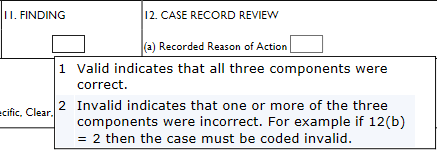 11. FINDING
12. CASE RECORD REVIEW
(a) Recorded Reason of Action
1 Valid indicates that all three components were
correct.
ecific, Clear,
2 Invalid indicates that one or more of the three
components were incorrect. For example if 12(b)
= 2 then the case must be coded invalid.